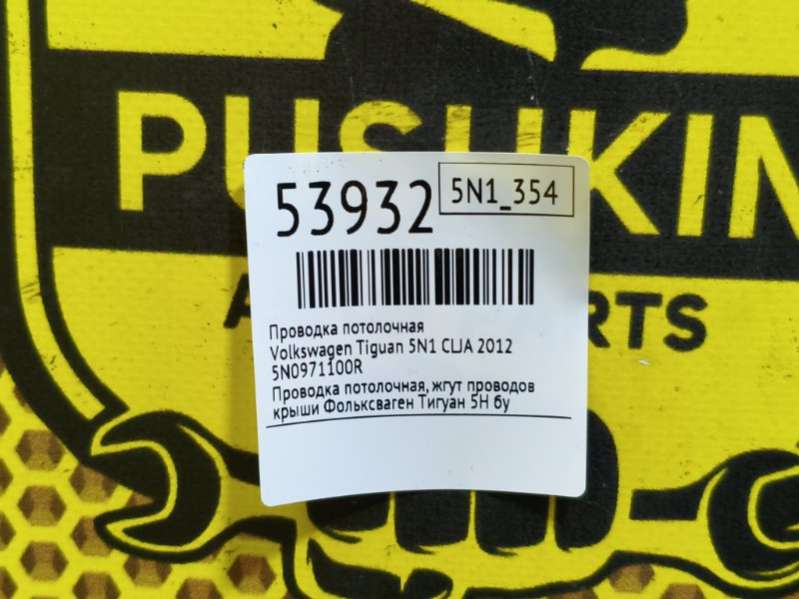 PUSHKIN
53932
5N1_354
RTS
Проводка потолочная
Volkswagen Tiguan 5N1 CLJA 2012
5N0971100R
Проводка потолочная, жгут проводов
крыши Фольксваген Тигуан 5Н бу